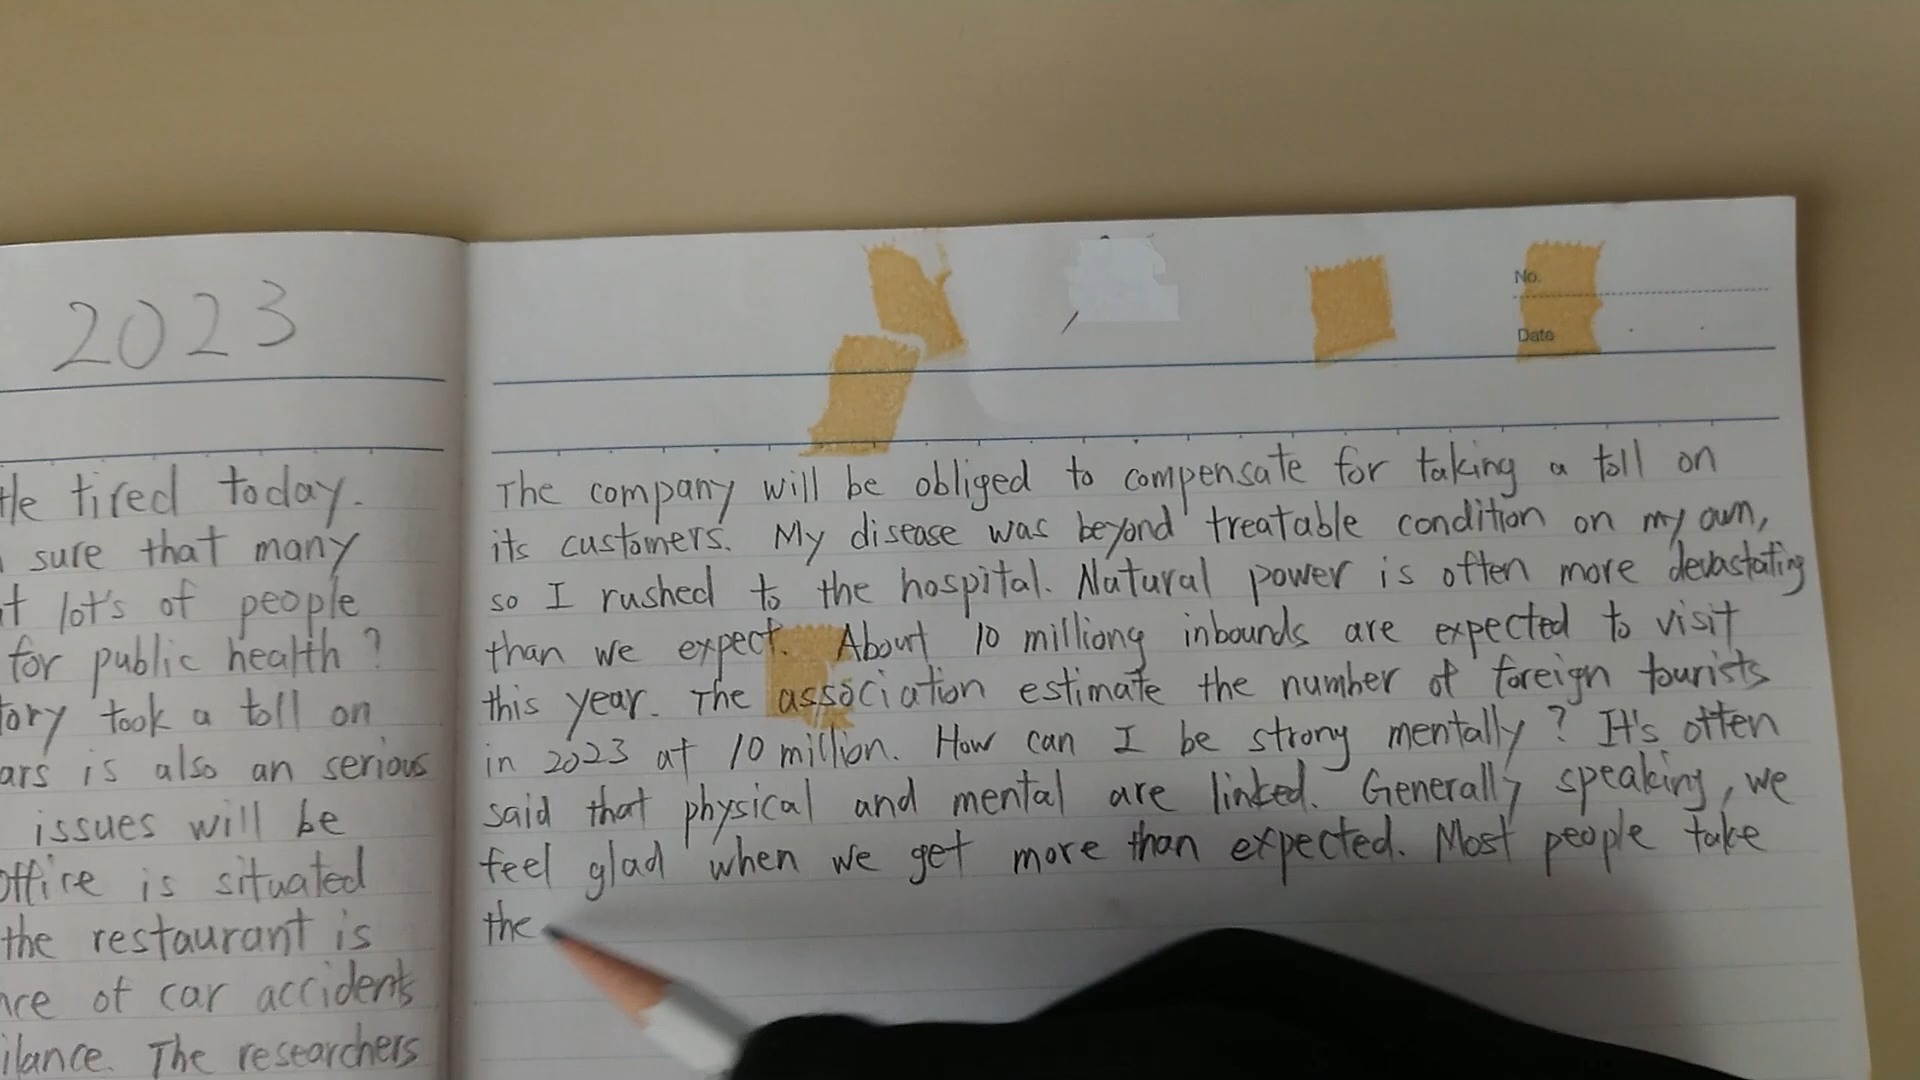 2023
tle tired today.
sure that many
t lot's of people
for public health?
tory took a toll on
ars is also an serious
issues will be
office is situated
the restaurant is
nce of car accidents
ilance. The researchers
No.
Date
The company will be obliged to compensate for taking a toll on
its customers. My disease was beyond treatable condition on my own,
so I rushed to the hospital. Natural power is often more devastating
than we expect. About 10 milliong inbounds are expected to visit
this year. The association estimate the number of foreign tourists
in 2023 at 10 million. How can I be strong mentally? It's often
said that physical and mental are linked. Generally speaking, we
feel glad when we get more than expected. Most people take
the